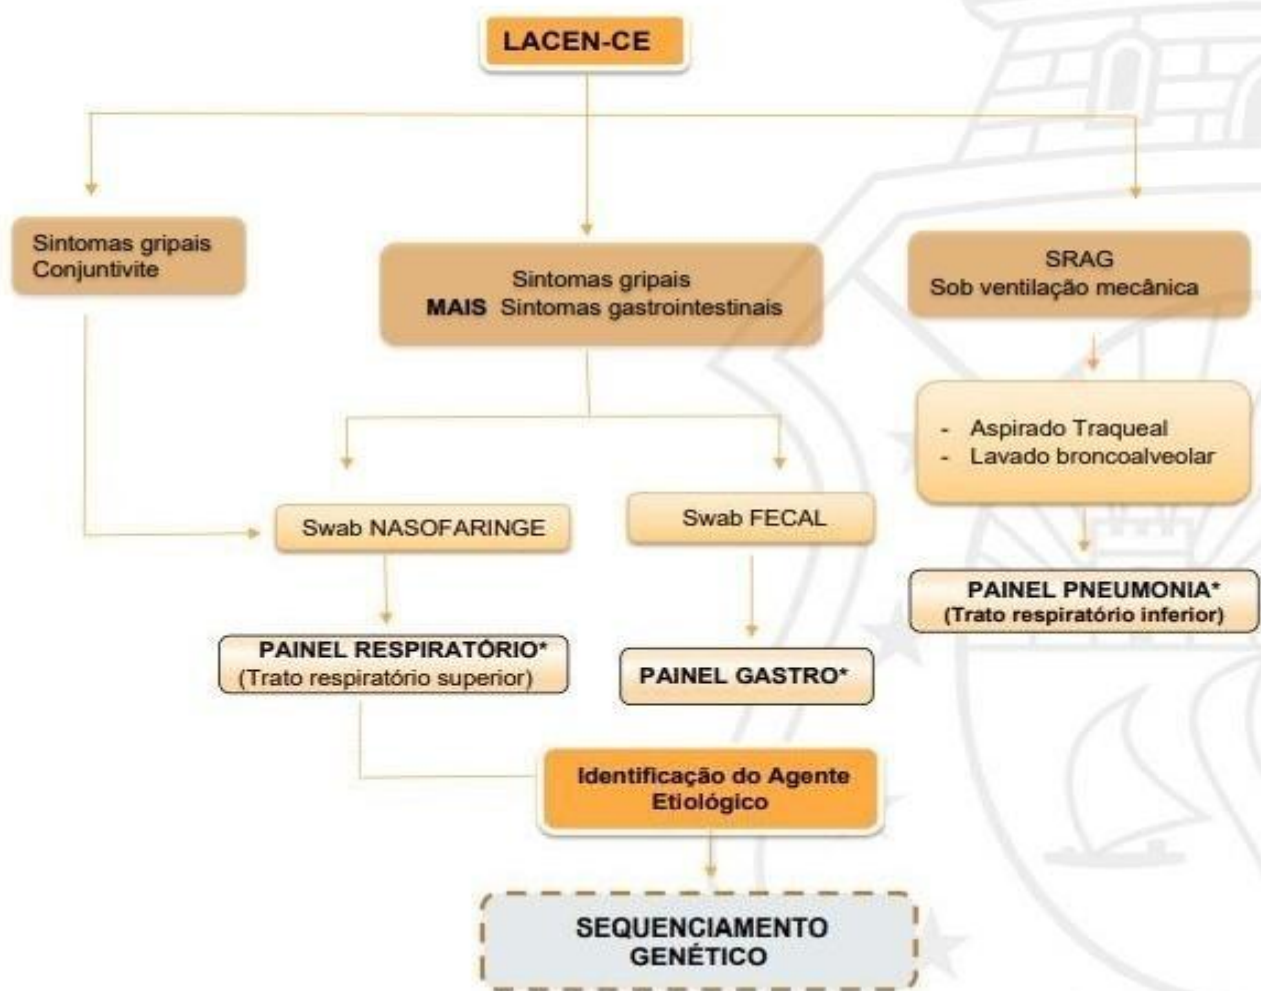 LACEN-CE
Sintomas gripais
Conjuntivite
Sintomas gripais
MAIS Sintomas gastrointestinais
SRAG
Sob ventilação mecânica
- Aspirado Traqueal
- Lavado broncoalveolar
Swab NASOFARINGE
Swab FECAL
PAINEL RESPIRATÓRIO*
(Trato respiratório superior)
PAINEL GASTRO*
PAINEL PNEUMONIA*
(Trato respiratório inferior)
Identificação do Agente
Etiológico
SEQUENCIAMENTO
GENÉTICO